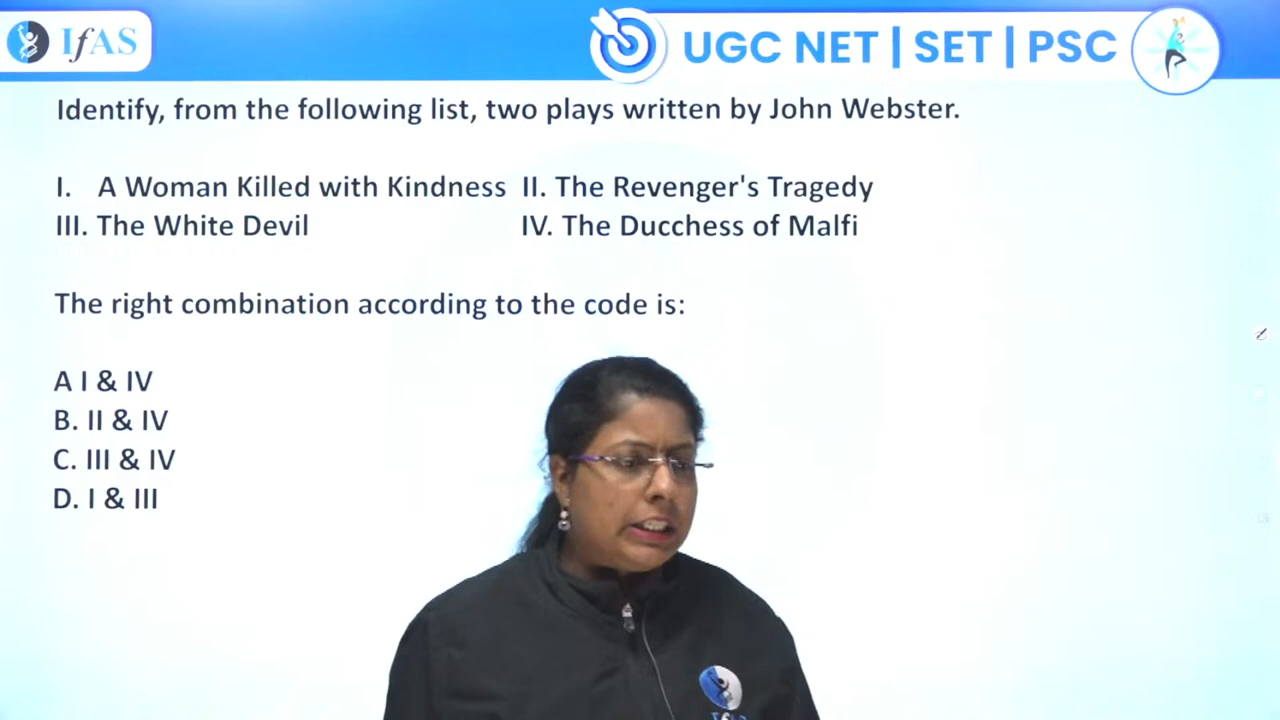 IfAS
UGC NET | SET | PSC
Identify, from the following list, two plays written by John Webster.
I. A Woman Killed with Kindness II. The Revenger's Tragedy
III. The White Devil IV. The Ducchess of Malfi
The right combination according to the code is:
A I & IV
B. II & IV
C. III & IV
D. I & III
IfAS